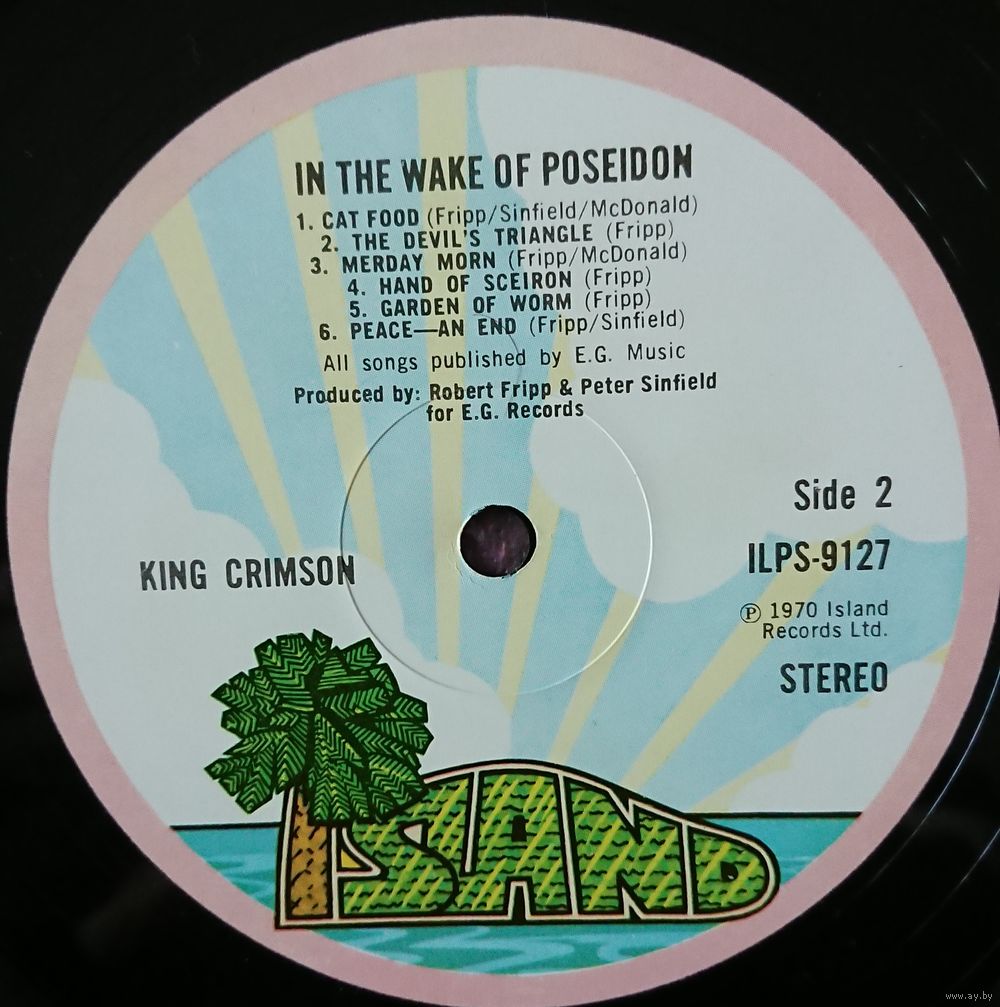 IN THE WAKE OF POSEIDON
1. CAT FOOD (Fripp/Sinfield/McDonald)
2. THE DEVIL'S TRIANGLE (Fripp)
3. MERDAY MORN (Fripp/McDonald)
4. HAND OF SCEIRON (Fripp)
5. GARDEN OF WORM (Fripp)
6. PEACE—AN END (Fripp/Sinfield)
All songs published by E.G. Music
Produced by: Robert Fripp & Peter Sinfield
for E.G. Records
Side 2
ILPS-9127
KING CRIMSON
℗ 1970 Island
Records Ltd.
STEREO
ISLAND
www.ay.by